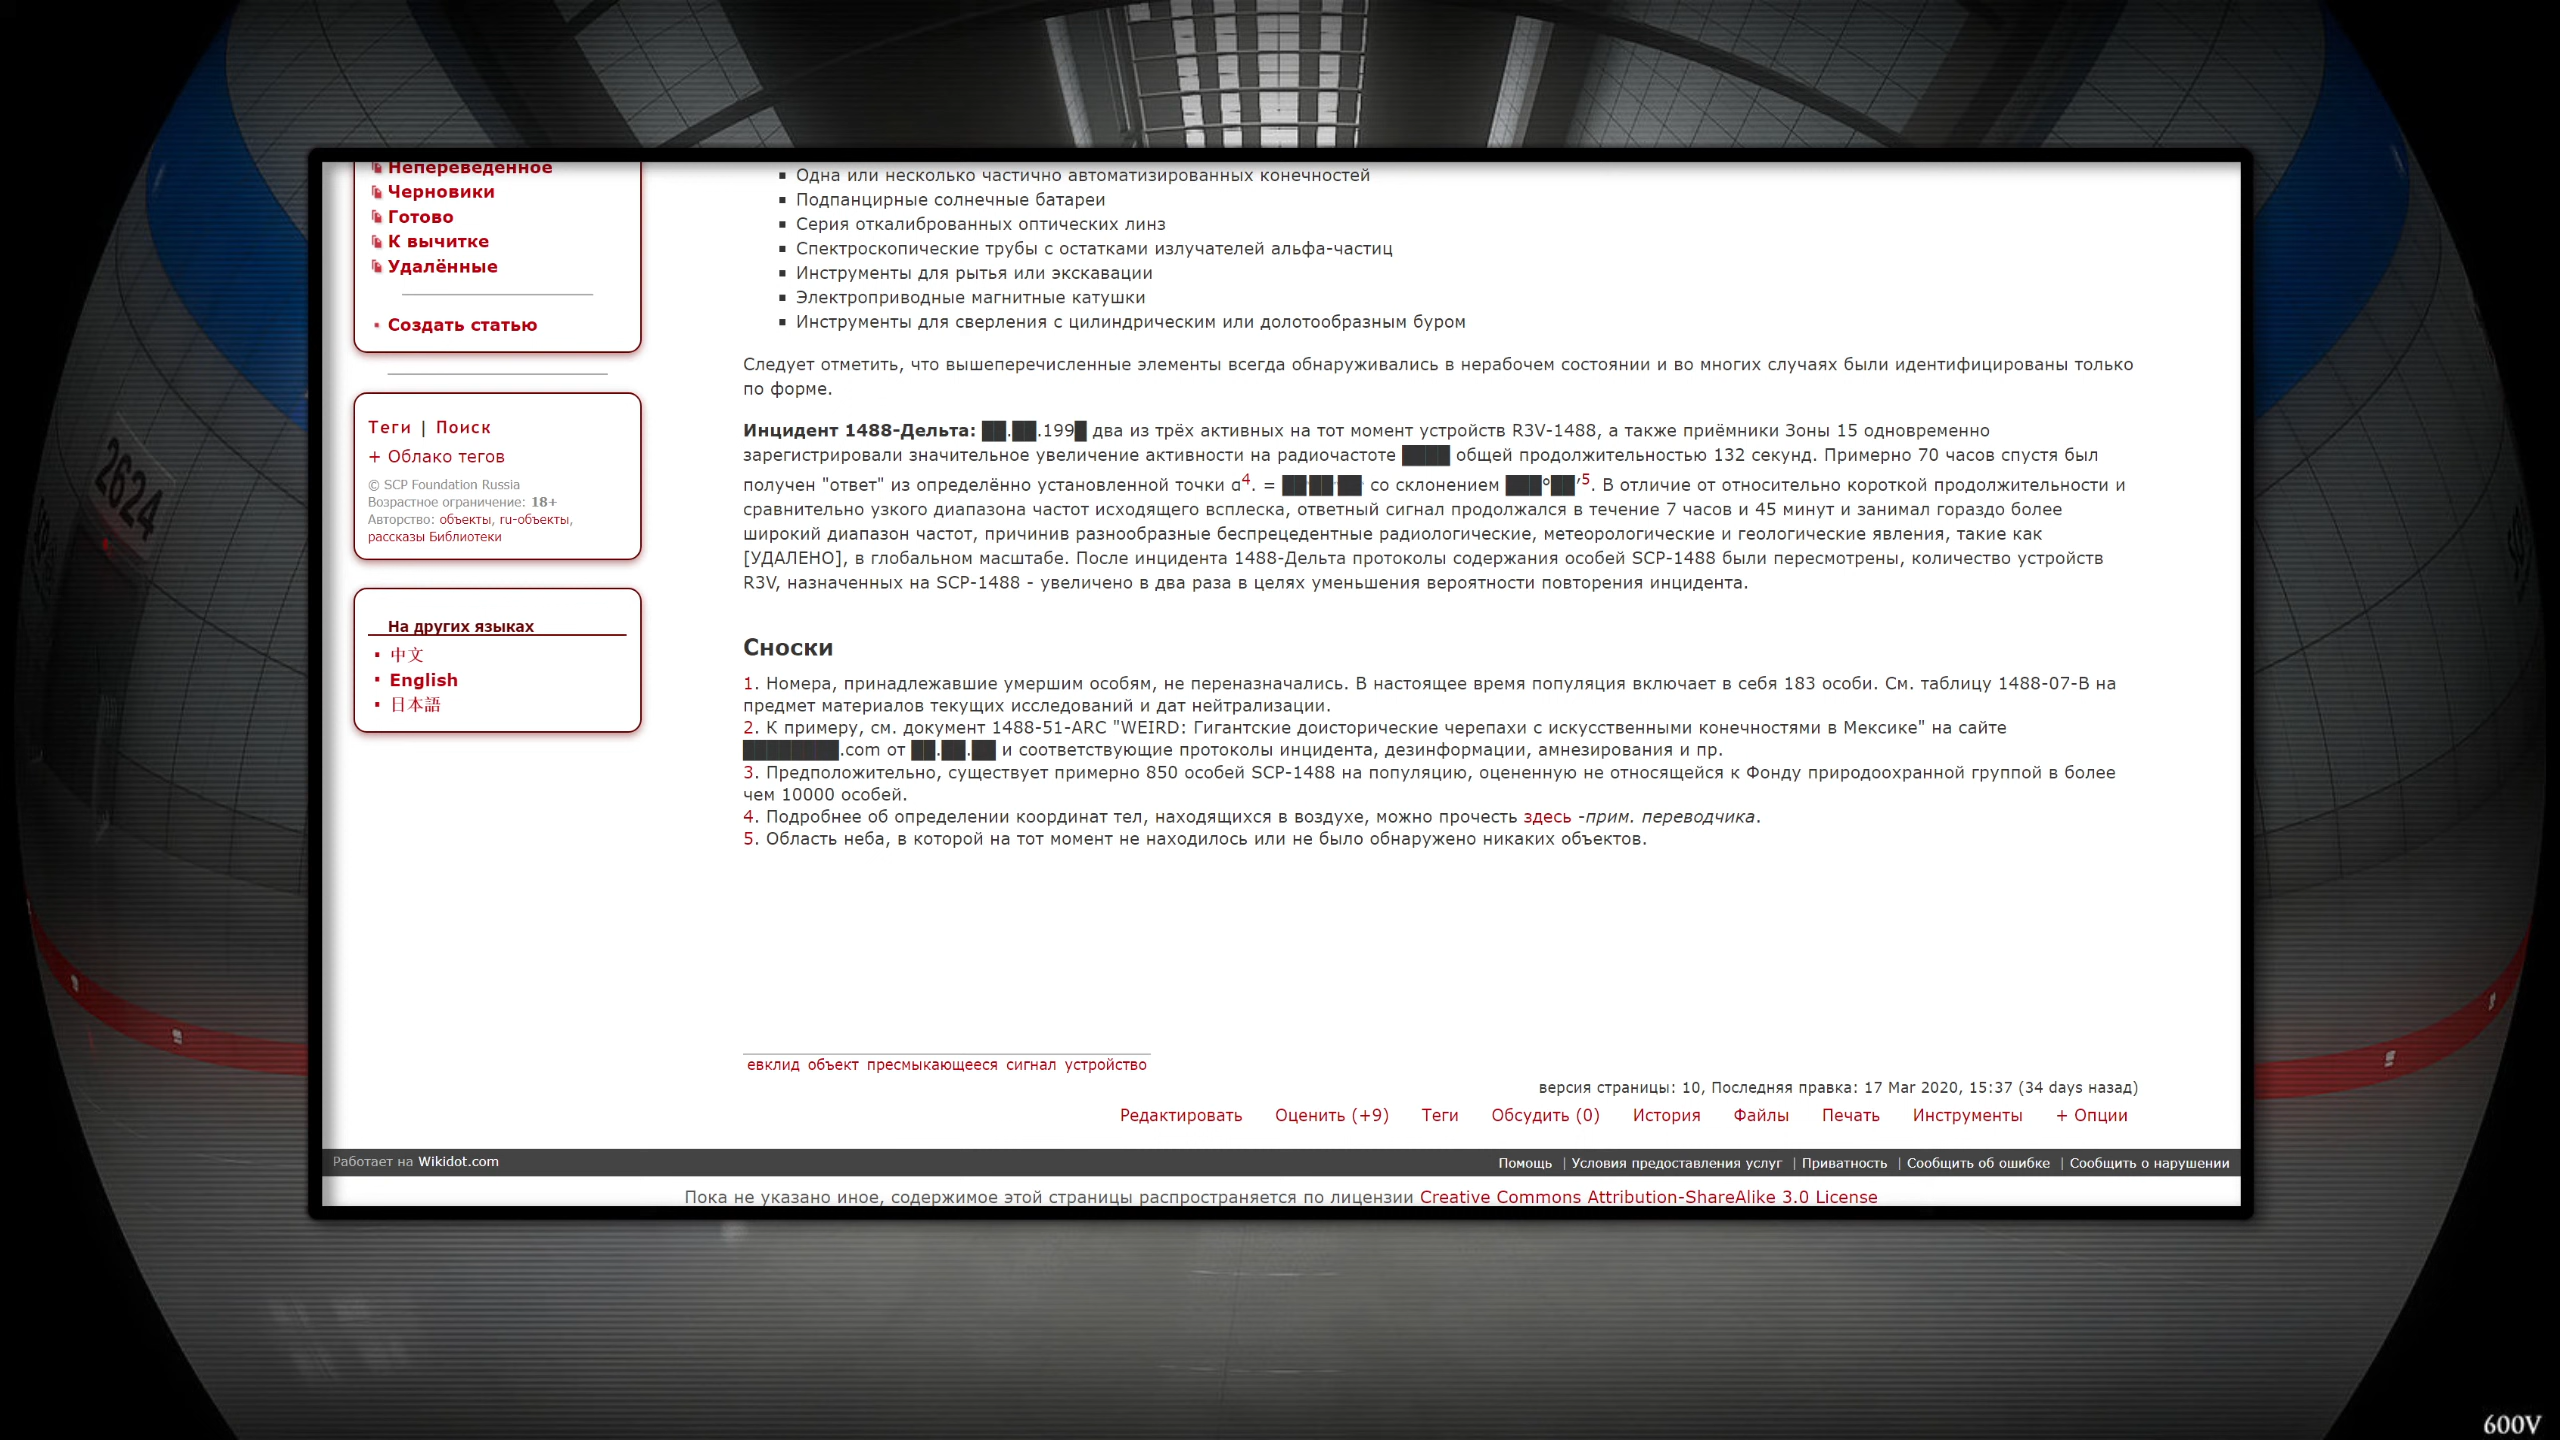 Непереведенное
Черновики
Готово
К вычитке
Удалённые
Создать статью
Теги | Поиск
+ Облако тегов
© SCP Foundation Russia
Возрастное ограничение: 18+
Авторство: объекты, ru-объекты,
рассказы Библиотеки
На других языках
中文
English
日本語
Одна или несколько частично автоматизированных конечностей
Подпанцирные солнечные батареи
Серия откалиброванных оптических линз
Спектроскопические трубы с остатками излучателей альфа-частиц
Инструменты для рытья или экскавации
Электроприводные магнитные катушки
Инструменты для сверления с цилиндрическим или долотообразным буром
Следует отметить, что вышеперечисленные элементы всегда обнаруживались в нерабочем состоянии и во многих случаях были идентифицированы только
по форме.
Инцидент 1488-Дельта: ██.██.199█ два из трёх активных на тот момент устройств R3V-1488, а также приёмники Зоны 15 одновременно
зарегистрировали значительное увеличение активности на радиочастоте ████ общей продолжительностью 132 секунд. Примерно 70 часов спустя был
получен "ответ" из определённо установленной точки α4. = ██ ██ ██ со склонением ███°██′5. В отличие от относительно короткой продолжительности и
сравнительно узкого диапазона частот исходящего всплеска, ответный сигнал продолжался в течение 7 часов и 45 минут и занимал гораздо более
широкий диапазон частот, причинив разнообразные беспрецедентные радиологические, метеорологические и геологические явления, такие как
[УДАЛЕНО], в глобальном масштабе. После инцидента 1488-Дельта протоколы содержания особей SCP-1488 были пересмотрены, количество устройств
R3V, назначенных на SCP-1488 - увеличено в два раза в целях уменьшения вероятности повторения инцидента.
Сноски
1. Номера, принадлежавшие умершим особям, не переназначались. В настоящее время популяция включает в себя 183 особи. См. таблицу 1488-07-B на
предмет материалов текущих исследований и дат нейтрализации.
2. К примеру, см. документ 1488-51-ARC "WEIRD: Гигантские доисторические черепахи с искусственными конечностями в Мексике" на сайте
████████.com от ██.██.██ и соответствующие протоколы инцидента, дезинформации, амнезирования и пр.
3. Предположительно, существует примерно 850 особей SCP-1488 на популяцию, оцененную не относящейся к Фонду природоохранной группой в более
чем 10000 особей.
4. Подробнее об определении координат тел, находящихся в воздухе, можно прочесть здесь -прим. переводчика.
5. Область неба, в которой на тот момент не находилось или не было обнаружено никаких объектов.
евклид объект пресмыкающееся сигнал устройство
версия страницы: 10, Последняя правка: 17 Mar 2020, 15:37 (34 days назад)
Редактировать Оценить (+9) Теги Обсудить (0) История Файлы Печать Инструменты + Опции
Работает на Wikidot.com
Помощь | Условия предоставления услуг | Приватность | Сообщить об ошибке | Сообщить о нарушении
Пока не указано иное, содержимое этой страницы распространяется по лицензии Creative Commons Attribution-ShareAlike 3.0 License
2624
600V